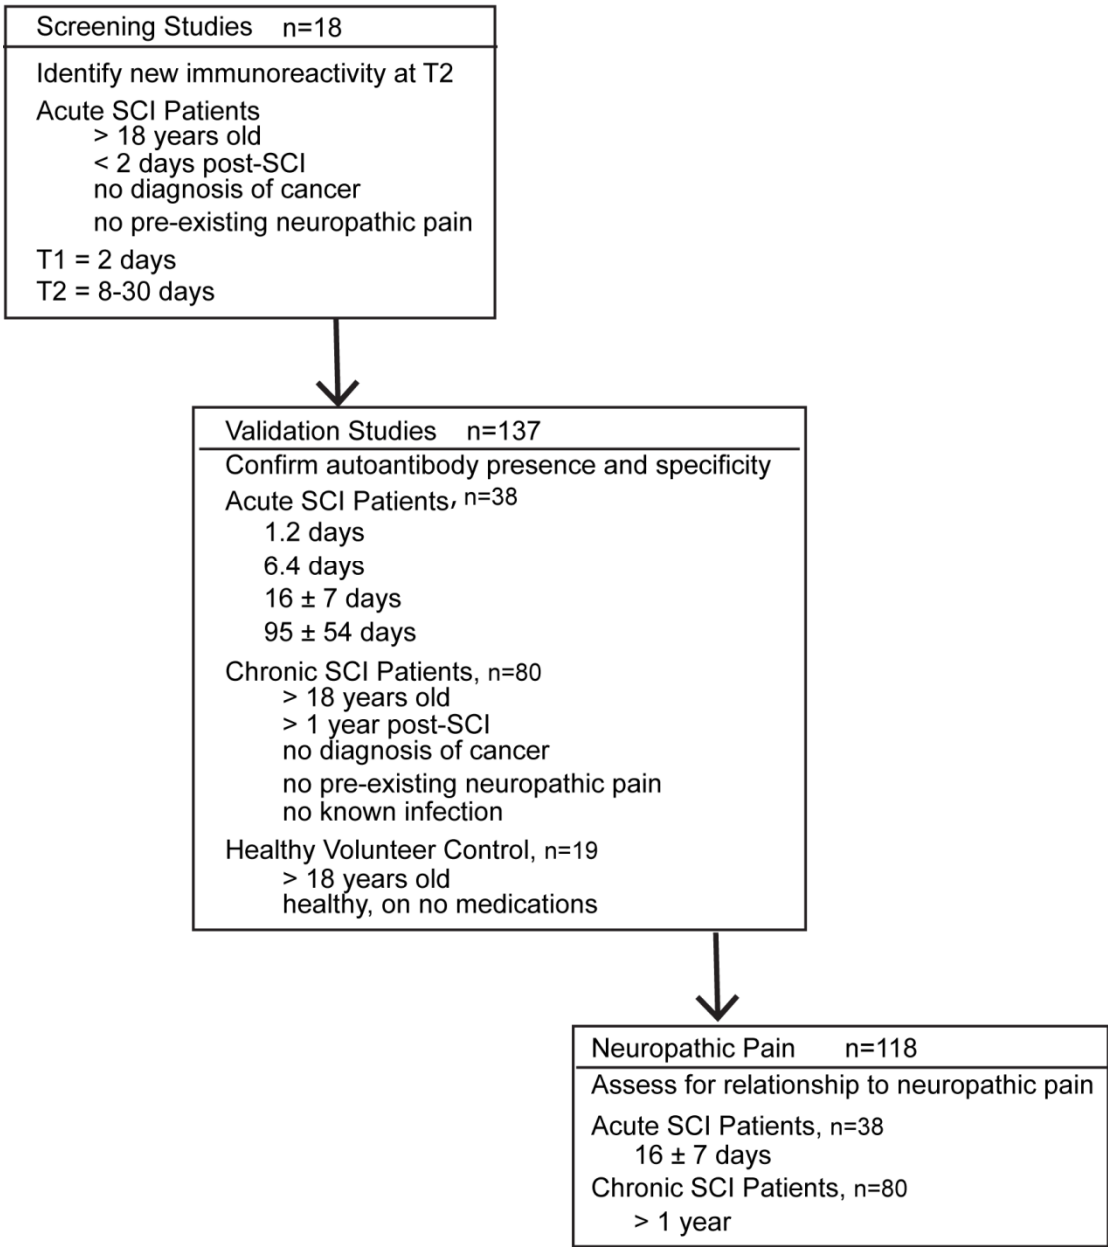 Screening Studies n=18
Identify new immunoreactivity at T2
Acute SCI Patients
> 18 years old
< 2 days post-SCI
no diagnosis of cancer
no pre-existing neuropathic pain
T1 = 2 days
T2 = 8-30 days
Validation Studies n=137
Confirm autoantibody presence and specificity
Acute SCI Patients, n=38
1.2 days
6.4 days
16 ± 7 days
95 ± 54 days
Chronic SCI Patients, n=80
> 18 years old
> 1 year post-SCI
no diagnosis of cancer
no pre-existing neuropathic pain
no known infection
Healthy Volunteer Control, n=19
> 18 years old
healthy, on no medications
Neuropathic Pain n=118
Assess for relationship to neuropathic pain
Acute SCI Patients, n=38
16 ± 7 days
Chronic SCI Patients, n=80
> 1 year